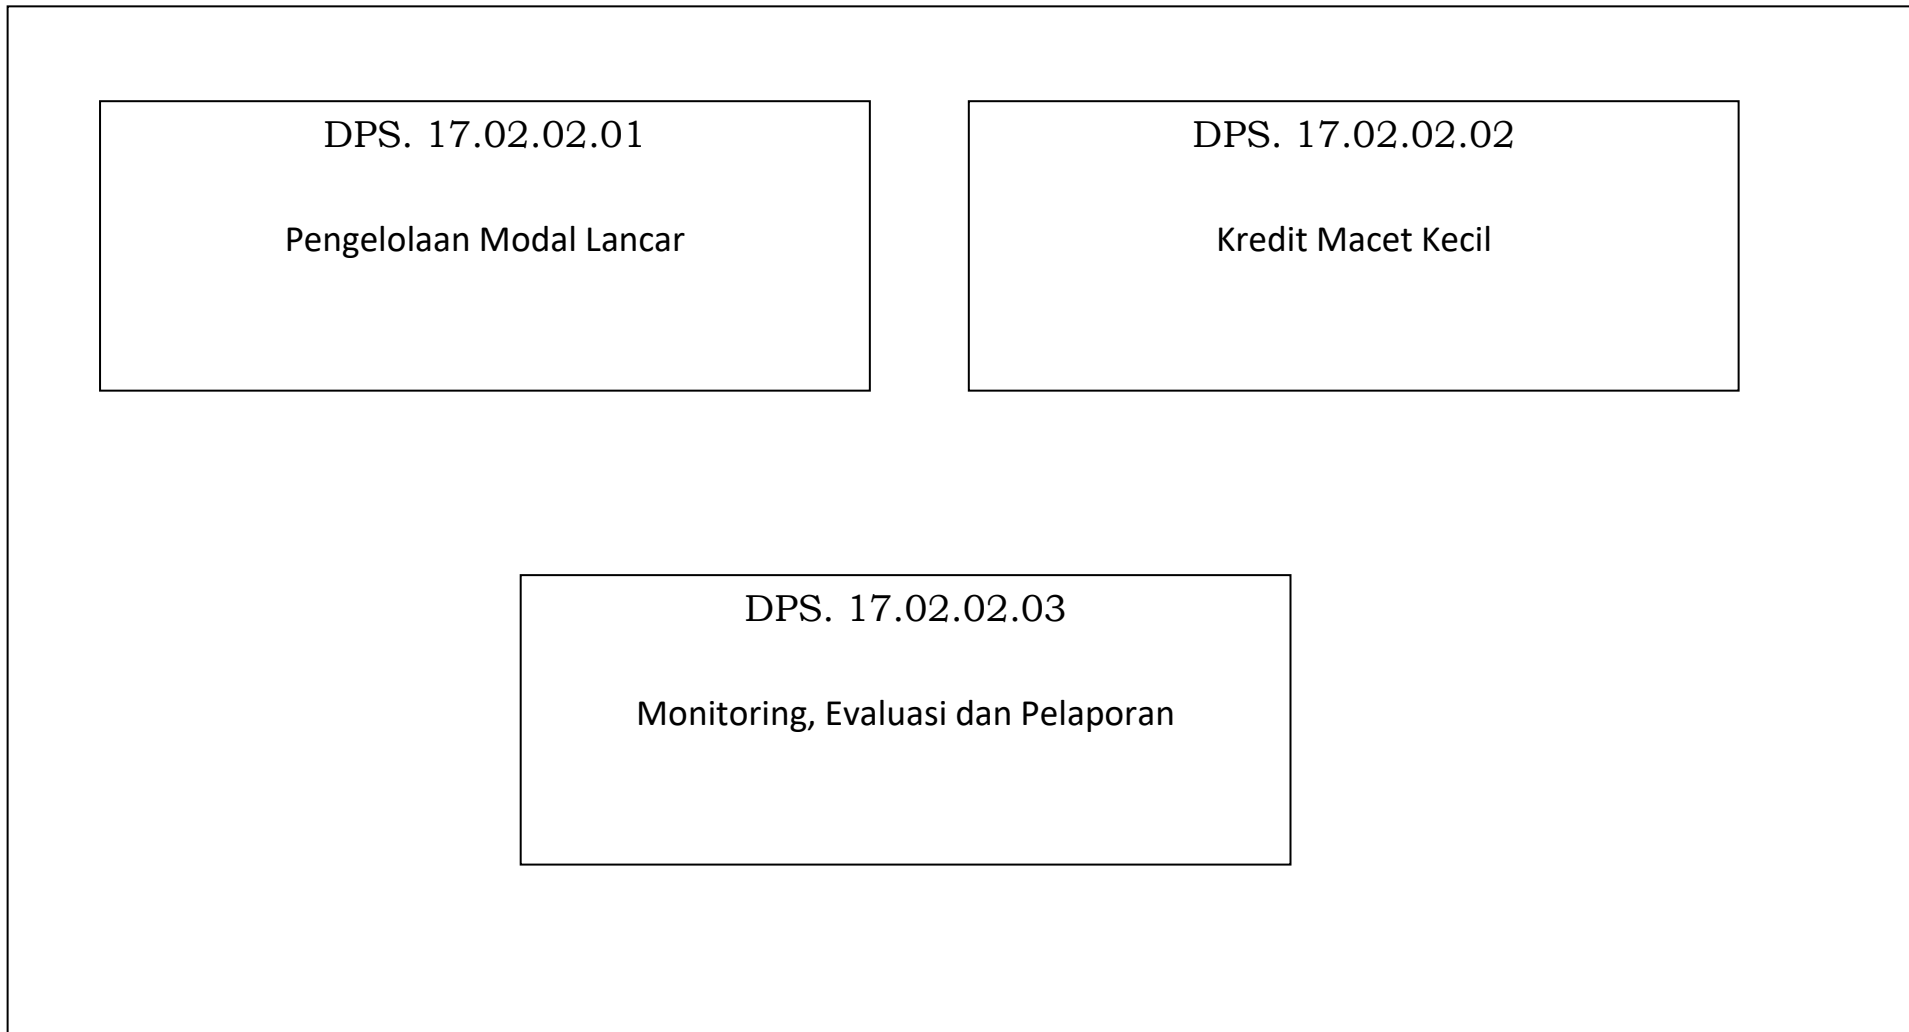 DPS. 17.02.02.01
Pengelolaan Modal Lancar
DPS. 17.02.02.02
Kredit Macet Kecil
DPS. 17.02.02.03
Monitoring, Evaluasi dan Pelaporan